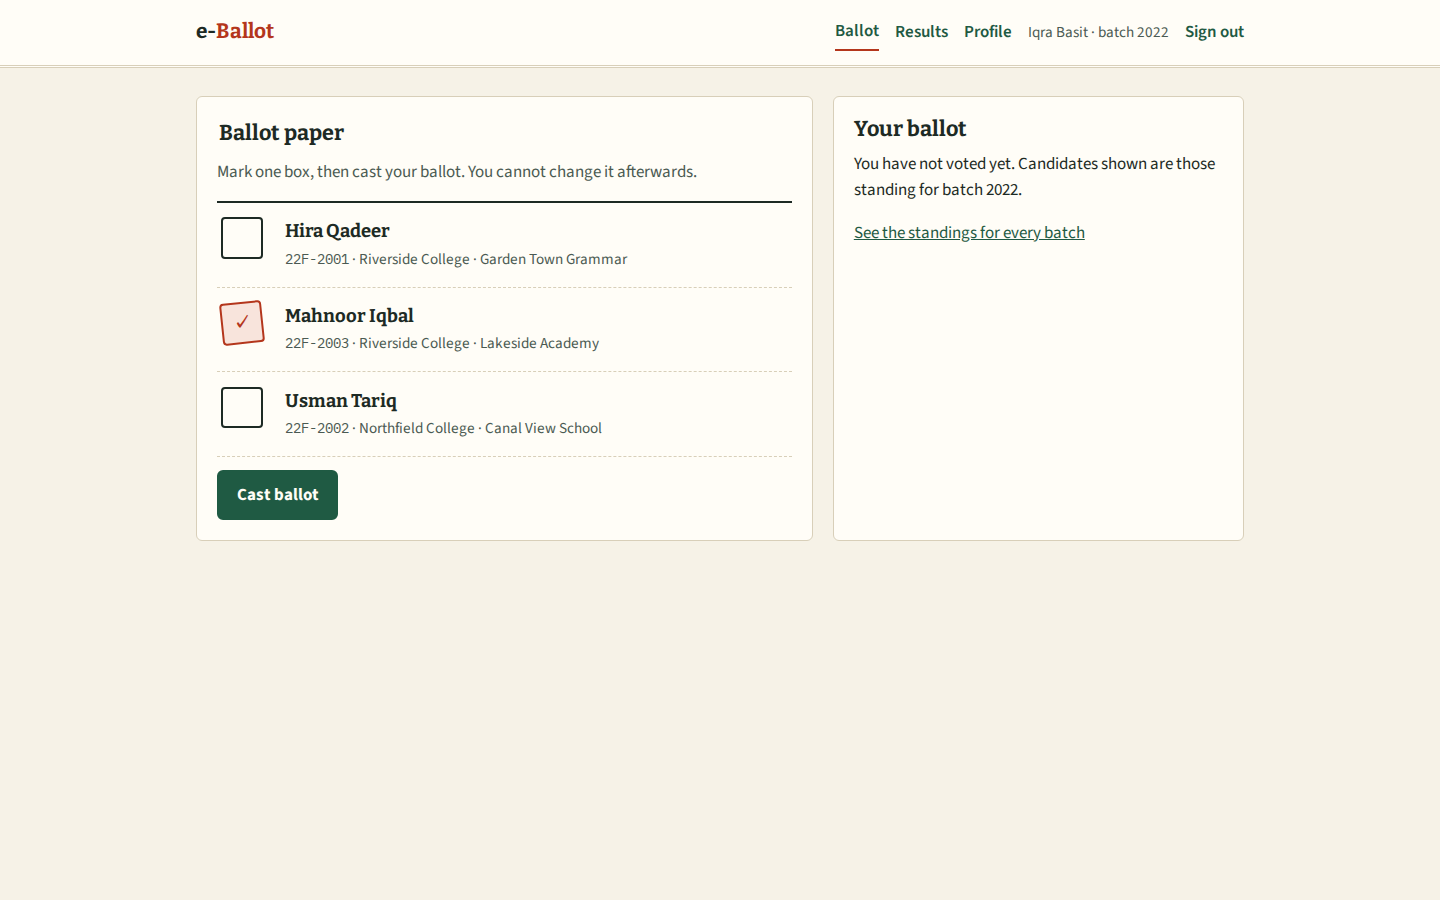 e-Ballot
Ballot Results Profile Iqra Basit · batch 2022 Sign out
Ballot paper
Mark one box, then cast your ballot. You cannot change it afterwards.
Hira Qadeer
22F-2001 · Riverside College · Garden Town Grammar
✓
Mahnoor Iqbal
22F-2003 · Riverside College · Lakeside Academy
Usman Tariq
22F-2002 · Northfield College · Canal View School
Cast ballot
Your ballot
You have not voted yet. Candidates shown are those
standing for batch 2022.
See the standings for every batch